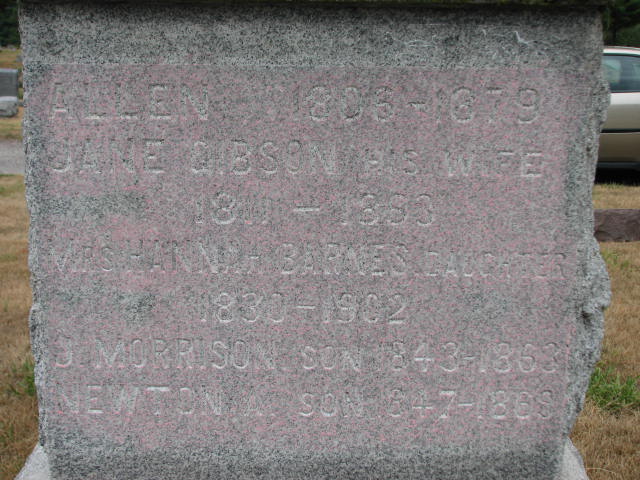 ALLEN 1806-1879
JANE GIBSON HIS WIFE
1811-1883
MRS HANNAH BARNES, DAUGHTER
1830-1902
J. MORRISON, SON 1843-1863
NEWTON A. SON 1847-1868